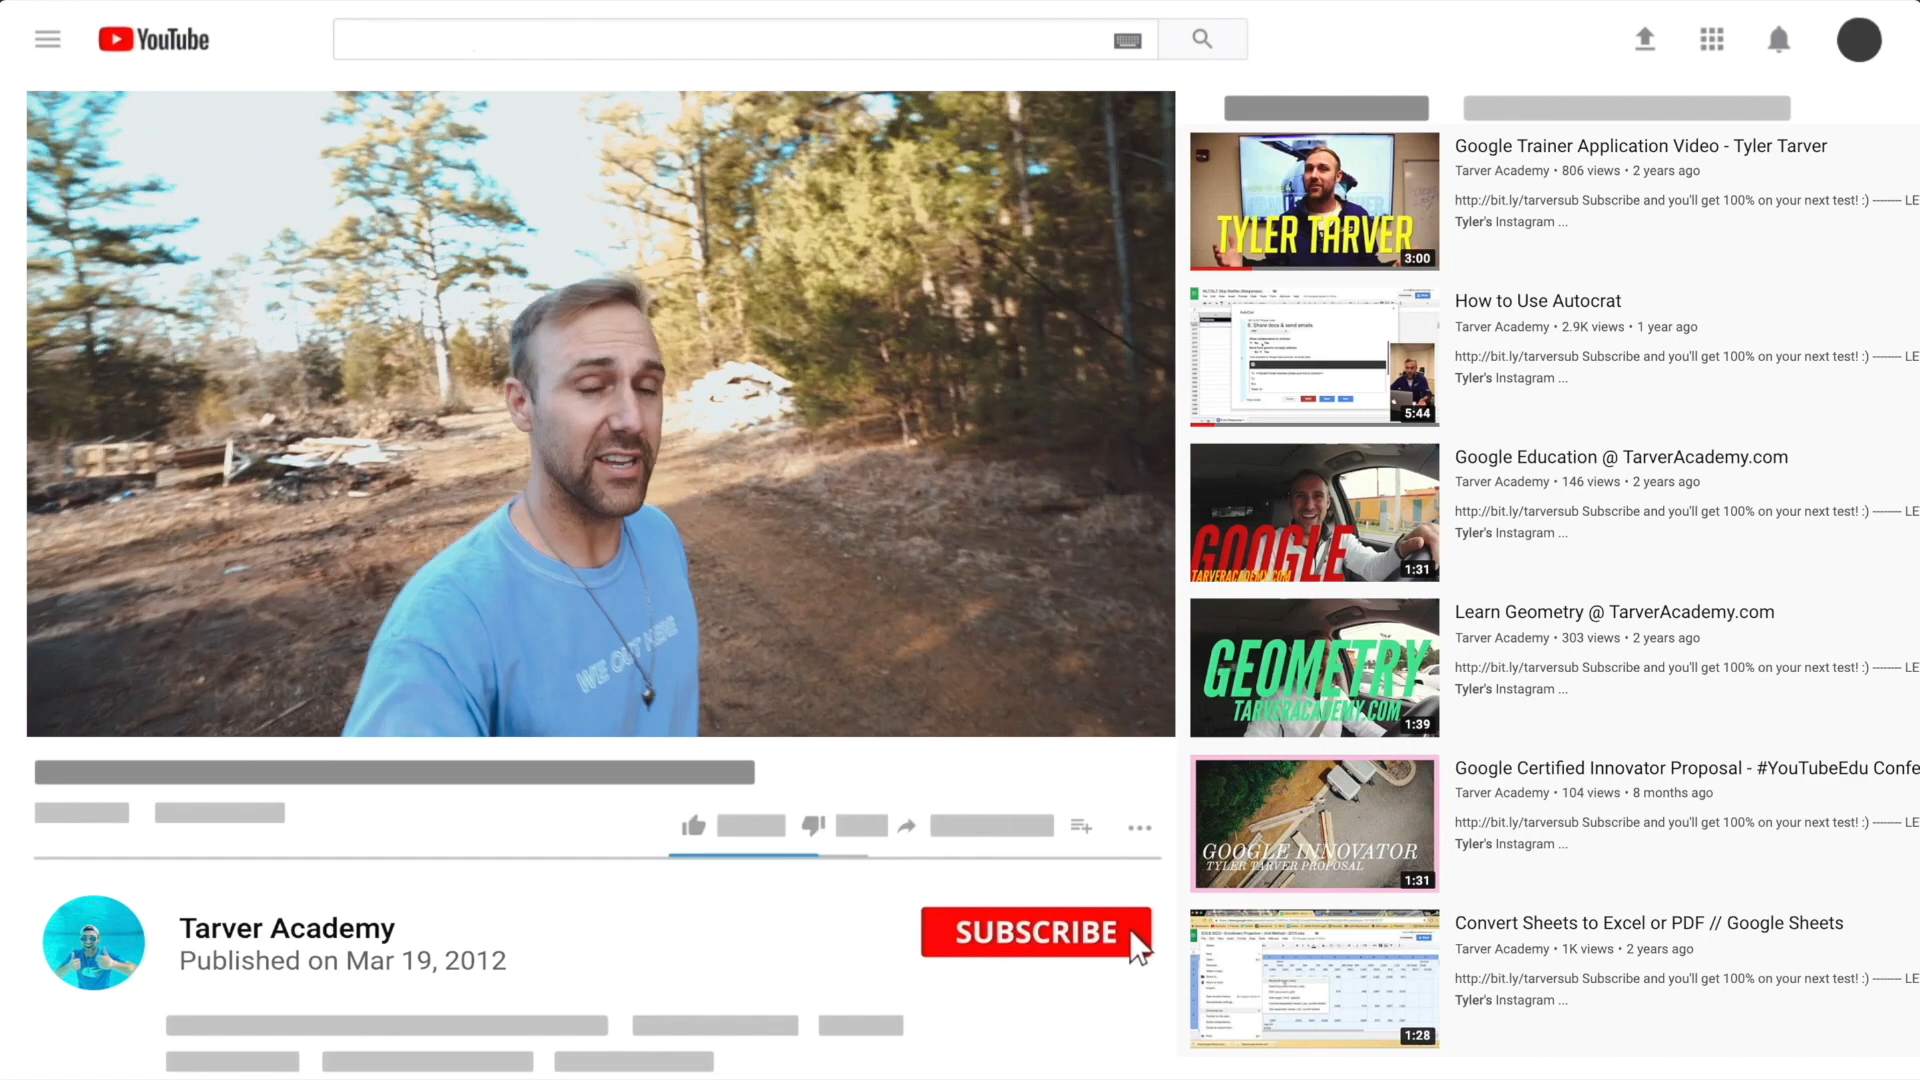 YouTube
WE OUT HERE
Tarver Academy
Published on Mar 19, 2012
SUBSCRIBE
TYLER TARVER
3:00
Google Trainer Application Video - Tyler Tarver
Tarver Academy • 806 views • 2 years ago
http://bit.ly/tarversub Subscribe and you'll get 100% on your next test! :) -------- LE
Tyler's Instagram ...
8. Share docs & send emails
5:44
How to Use Autocrat
Tarver Academy • 2.9K views • 1 year ago
http://bit.ly/tarversub Subscribe and you'll get 100% on your next test! :) -------- LE
Tyler's Instagram ...
GOOGLE
TARVERACADEMY.COM
1:31
Google Education @ TarverAcademy.com
Tarver Academy • 146 views • 2 years ago
http://bit.ly/tarversub Subscribe and you'll get 100% on your next test! :) -------- LE
Tyler's Instagram ...
GEOMETRY
TARVERACADEMY.COM
1:39
Learn Geometry @ TarverAcademy.com
Tarver Academy • 303 views • 2 years ago
http://bit.ly/tarversub Subscribe and you'll get 100% on your next test! :) -------- LE
Tyler's Instagram ...
GOOGLE INNOVATOR
TYLER TARVER PROPOSAL
1:31
Google Certified Innovator Proposal - #YouTubeEdu Confe
Tarver Academy • 104 views • 8 months ago
http://bit.ly/tarversub Subscribe and you'll get 100% on your next test! :) -------- LE
Tyler's Instagram ...
1:28
Convert Sheets to Excel or PDF // Google Sheets
Tarver Academy • 1K views • 2 years ago
http://bit.ly/tarversub Subscribe and you'll get 100% on your next test! :) -------- LE
Tyler's Instagram ...